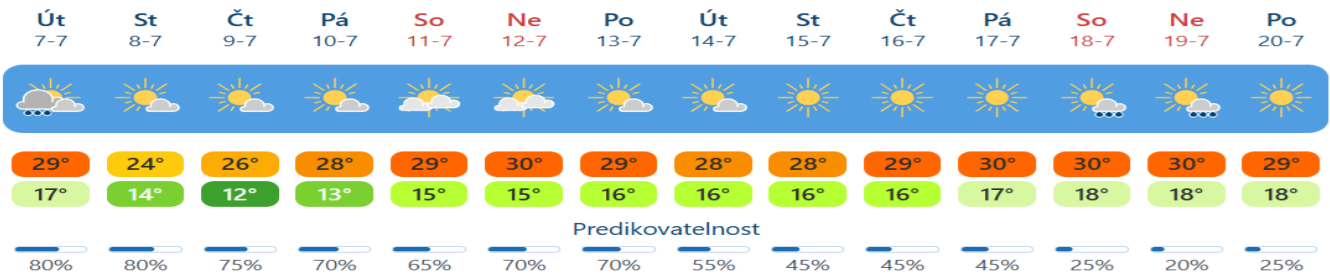 Út St Čt Pá So Ne Po Út St Čt Pá So Ne Po
7-7 8-7 9-7 10-7 11-7 12-7 13-7 14-7 15-7 16-7 17-7 18-7 19-7 20-7
29° 24° 26° 28° 29° 30° 29° 28° 28° 29° 30° 30° 30° 29°
17° 14° 12° 13° 15° 15° 16° 16° 16° 16° 17° 18° 18° 18°
Predikovatelnost
80% 80% 75% 70% 65% 70% 70% 55% 45% 45% 45% 25% 20% 25%